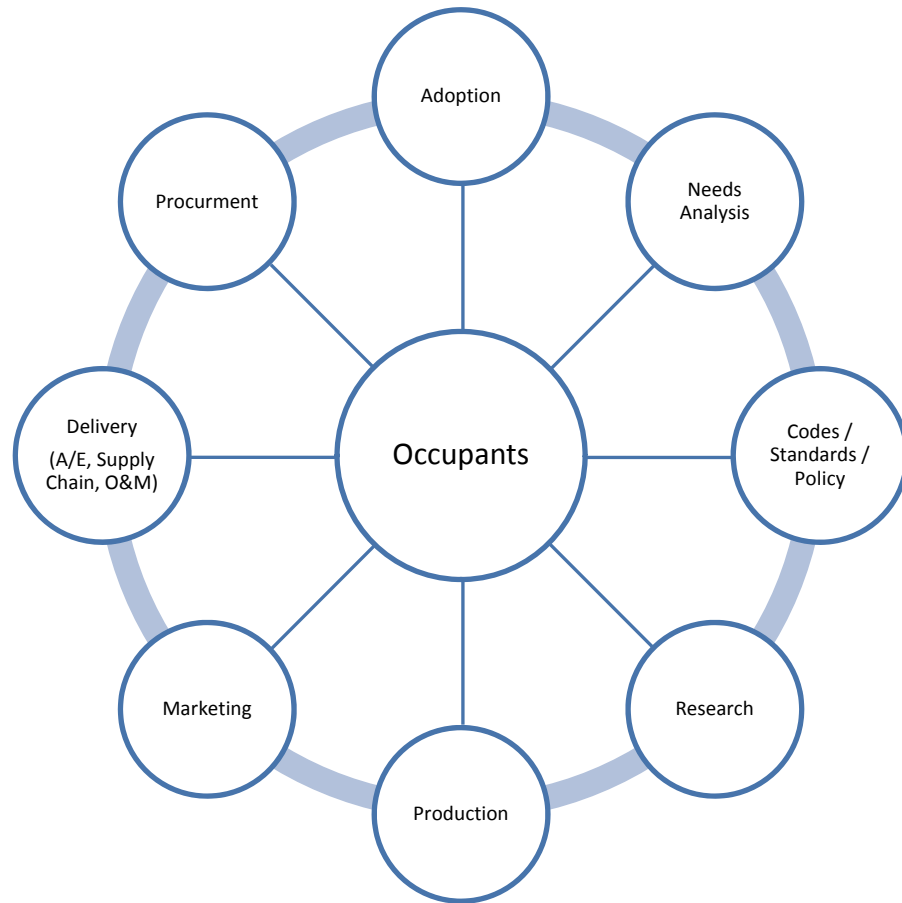 Adoption
Needs
Analysis
Procurment
Codes /
Standards /
Policy
Delivery
(A/E, Supply
Chain, O&M)
Occupants
Research
Marketing
Production